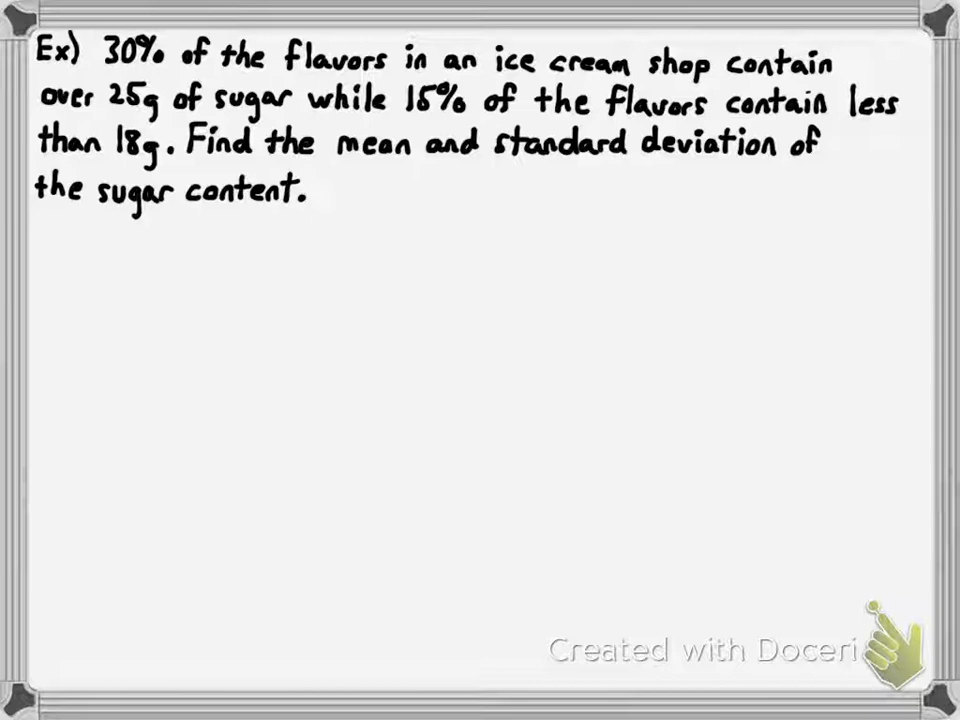 Ex) 30% of the flavors in an ice cream shop contain
over 25g of sugar while 15% of the flavors contain less
than 18g. Find the mean and standard deviation of
the sugar content.
Created with Doceri